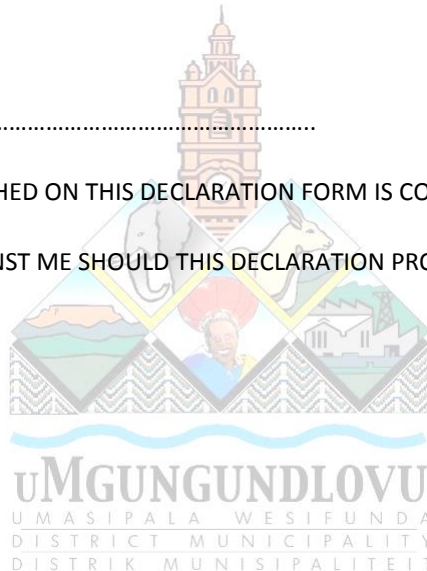 ………………………………………………..
HED ON THIS DECLARATION FORM IS CO
NST ME SHOULD THIS DECLARATION PRO
uMGUNGUNDLOVU
UMASIPALA WESIFUNDA
DISTRICT MUNICIPALITY
DISTRIK MUNISIPALITEIT